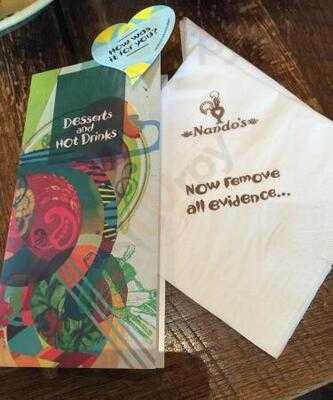 How was
it for you?
Desserts
and
Hot Drinks
Nando's
Now remove
all evidence...